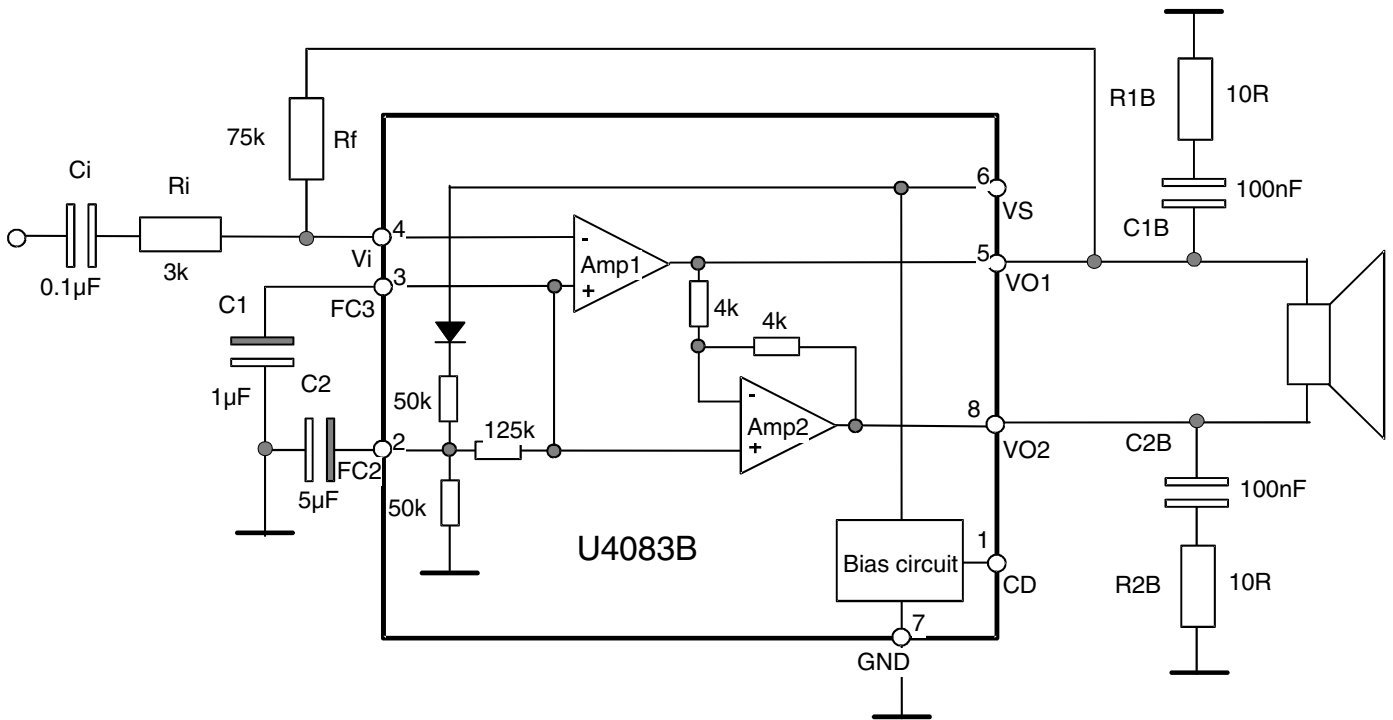 R1B
10R
75k
Rf
Ci
Ri
6
VS
100nF
C1B
4
Vi
-
Amp1
+
5
VO1
0.1µF
3k
3
FC3
C1
4k
4k
1µF
C2
50k
-
Amp2
+
8
VO2
C2B
125k
2
FC2
5µF
50k
100nF
U4083B
Bias circuit
1
CD
R2B
10R
7
GND